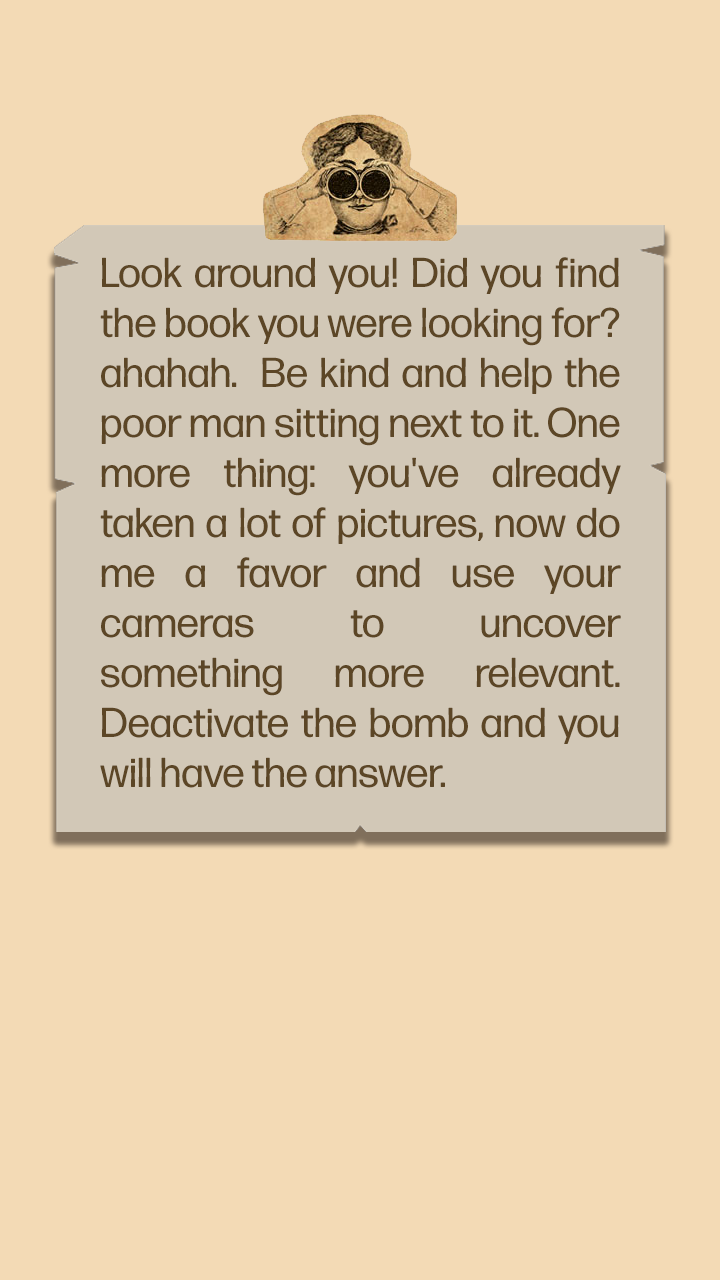 Look around you! Did you find
the book you were looking for?
ahahah.  Be kind and help the
poor man sitting next to it. One
more thing: you've already
taken a lot of pictures, now do
me a favor and use your
cameras to uncover
something more relevant.
Deactivate the bomb and you
will have the answer.